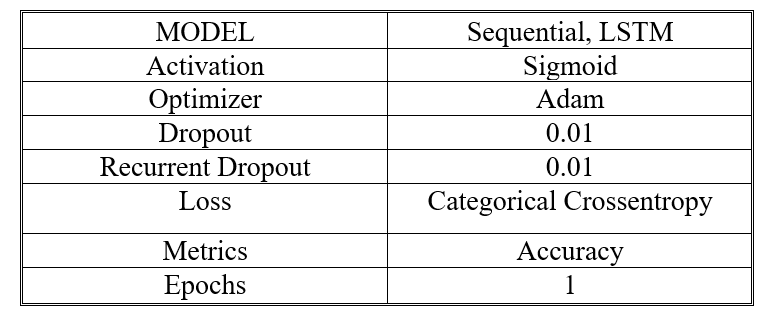 MODEL Sequential, LSTM
Activation Sigmoid
Optimizer Adam
Dropout 0.01
Recurrent Dropout 0.01
Loss Categorical Crossentropy
Metrics Accuracy
Epochs 1